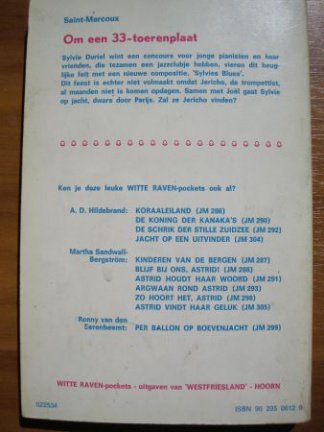 Saint-Marcoux
Om een 33-toerenplaat
Sylvie Duriel wint een concours voor jonge pianisten en haar
vrienden, die tezamen een jazzclubje hebben, vieren dit heug-
lijke feit met een nieuwe compositie, 'Sylvies Blues'.
Dit feest is echter niet volmaakt omdat Jericho, de trompettist,
al maanden niet is komen opdagen. Samen met Joël gaat Sylvie
op jacht, dwars door Parijs. Zal ze Jericho vinden?
Ken je deze leuke WITTE RAVEN-pockets ook al?
A. D. Hildebrand: KORAALEILAND (JM 286)
DE KONING DER KANAKA'S (JM 290)
DE SCHRIK DER STILLE ZUIDZEE (JM 292)
JACHT OP EEN UITVINDER (JM 304)
Martha Sandwall-
Bergström: KINDEREN VAN DE BERGEN (JM 287)
BLIJF BIJ ONS, ASTRID! (JM 288)
ASTRID HOUDT HAAR WOORD (JM 291)
ARGWAAN ROND ASTRID (JM 293)
ZO HOORT HET, ASTRID (JM 298)
ASTRID VINDT HAAR GELUK (JM 305)
Ronny van den
Eerenbeemt: PER BALLON OP BOEVENJACHT (JM 299)
WITTE RAVEN-pockets - uitgaven van 'WESTFRIESLAND' - HOORN
022534
ISBN 90 205 0612 9